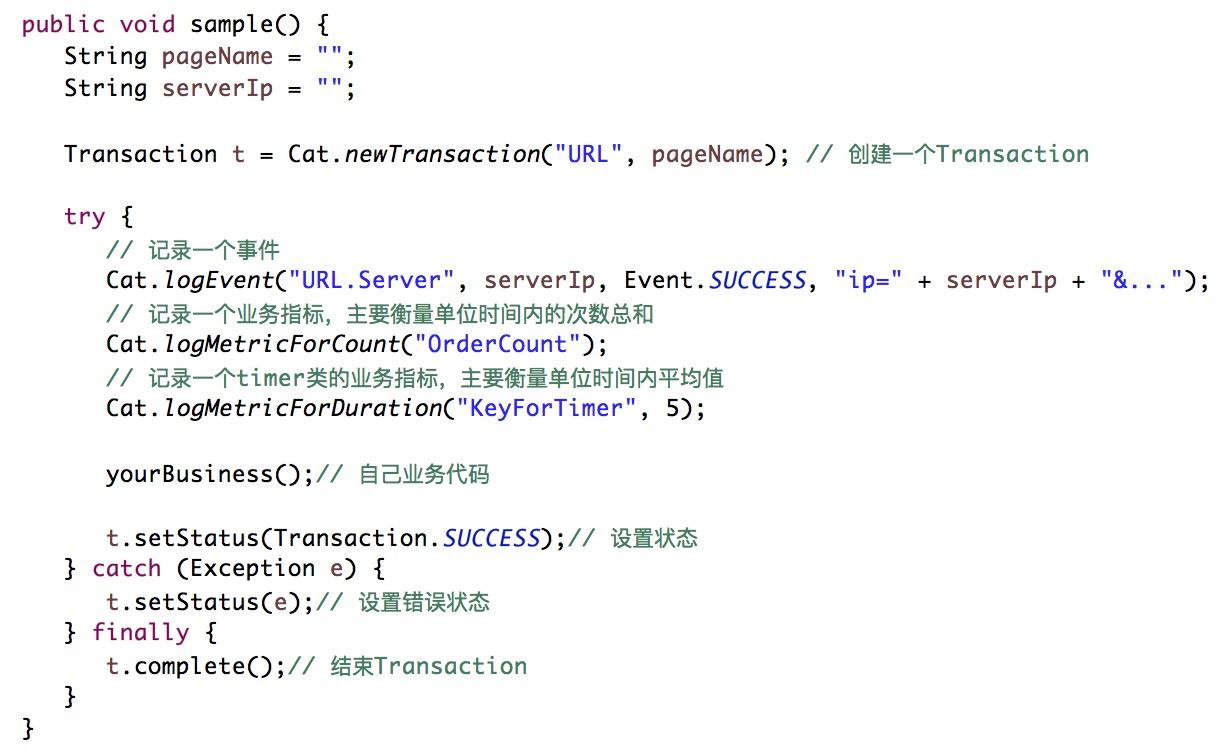 public void sample() {
String pageName = "";
String serverIp = "";
Transaction t = Cat.newTransaction("URL", pageName); // 创建一个Transaction
try {
// 记录一个事件
Cat.logEvent("URL.Server", serverIp, Event.SUCCESS, "ip=" + serverIp + "&...");
// 记录一个业务指标，主要衡量单位时间内的次数总和
Cat.logMetricForCount("OrderCount");
// 记录一个timer类的业务指标，主要衡量单位时间内平均值
Cat.logMetricForDuration("KeyForTimer", 5);
yourBusiness();// 自己业务代码
t.setStatus(Transaction.SUCCESS);// 设置状态
} catch (Exception e) {
t.setStatus(e);// 设置错误状态
} finally {
t.complete();// 结束Transaction
}
}